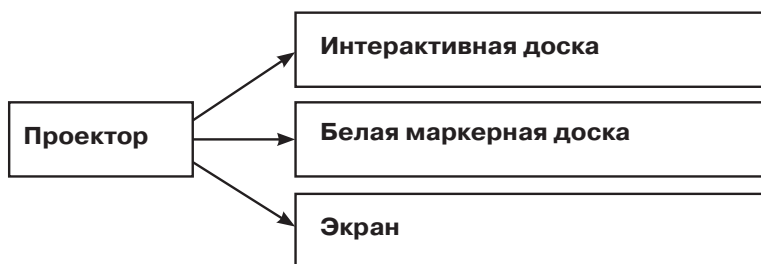 Интерактивная доска
Проектор
Белая маркерная доска
Экран